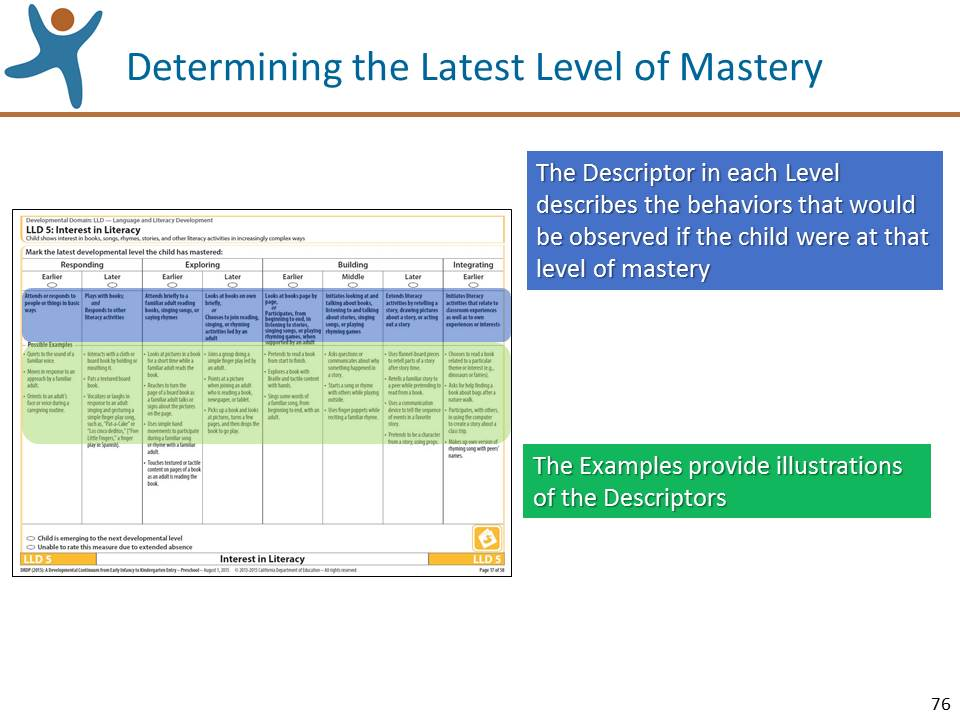 Determining the Latest Level of Mastery
The Descriptor in each Level
describes the behaviors that would
be observed if the child were at that
level of mastery
Developmental Domain: LLD — Language and Literacy Development
LLD 5: Interest in Literacy
Child shows interest in books, songs, rhymes, stories, and other literacy activities in increasingly complex ways
Mark the latest developmental level the child has mastered:
Responding Exploring Building Integrating
Earlier Later Earlier Later Earlier Middle Later Earlier
Attends or responds to
people or things in basic
ways
Plays with books;
and
Responds to other
literacy activities
Attends briefly to a
familiar adult reading
books, singing songs, or
saying rhymes
Looks at books on own
briefly,
or
Chooses to join reading,
singing, or rhyming
activities led by an
adult
Looks at books page by
page,
or
Participates, from
beginning to end, in
listening to stories,
singing songs, or playing
rhyming games, when
supported by an adult
Initiates looking at and
talking about books,
listening to and talking
about stories, singing
songs, or playing
rhyming games
Extends literacy
activities by retelling a
story, drawing pictures
about a story, or acting
out a story
Initiates literacy
activities that relate to
classroom experiences
as well as to own
experiences or interests
Possible Examples
• Quiets to the sound of a
familiar voice.
• Moves in response to an
approach by a familiar
adult.
• Orients to an adult's
face or voice during a
caregiving routine.
• Interacts with a cloth or
board book by holding or
mouthing it.
• Pats a textured board
book.
• Vocalizes or laughs in
response to an adult
singing and gesturing a
simple finger play song,
such as, "Pat-a-Cake" or
"Los cinco deditos," ["Five
Little Fingers," a finger
play in Spanish].
• Looks at pictures in a book
for a short time while a
familiar adult reads the
book.
• Reaches to turn the
page of a board book as
a familiar adult talks or
signs about the pictures
on the page.
• Uses simple hand
movements to participate
during a familiar song
or rhyme with a familiar
adult.
• Touches textured or tactile
content on pages of a book
as an adult is reading the
book.
• Joins a group doing a
simple finger play led by
an adult.
• Points at a picture
when joining an adult
who is reading a book,
newspaper, or tablet.
• Picks up a book and looks
at pictures, turns a few
pages, and then drops the
book to go play.
• Pretends to read a book
from start to finish.
• Explores a book with
Braille and tactile content
with hands.
• Sings some words of
a familiar song, from
beginning to end, with an
adult.
• Asks questions or
communicates about why
something happened in
a story.
• Starts a song or rhyme
with others while playing
outside.
• Uses finger puppets while
reciting a familiar rhyme.
• Uses flannel-board pieces
to retell parts of a story
after story time.
• Retells a familiar story to
a peer while pretending to
read from a book.
• Uses a communication
device to tell the sequence
of events in a favorite
story.
• Pretends to be a character
from a story, using props.
• Chooses to read a book
related to a particular
theme or interest (e.g.,
dinosaurs or fairies).
• Asks for help finding a
book about bugs after a
nature walk.
• Participates, with others,
in using the computer
to create a story about a
class trip.
• Makes up own version of
rhyming song with peers'
names.
The Examples provide illustrations
of the Descriptors
Child is emerging to the next developmental level
Unable to rate this measure due to extended absence
LLD 5 Interest in Literacy LLD 5
DRDP (2015): A Developmental Continuum from Early Infancy to Kindergarten Entry – Preschool – August 1, 2015 © 2013-2015 California Department of Education – All rights reserved Page 17 of 58
76